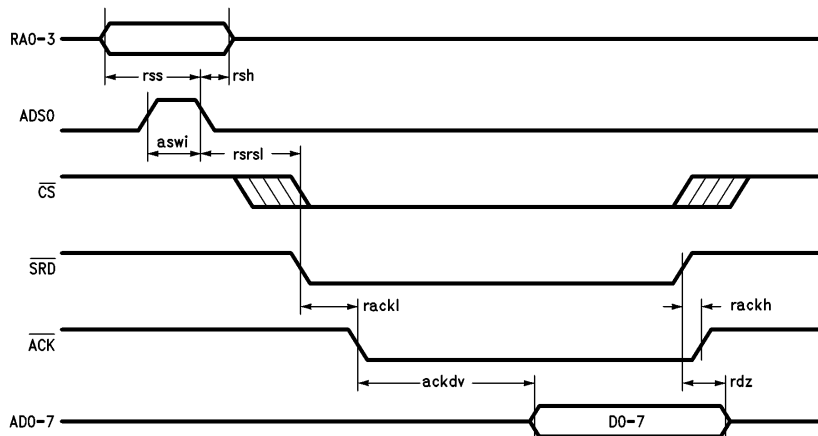 RA0-3
rss rsh
ADS0
aswi rsrsl
CS
SRD
rackl rackh
ACK
ackdv rdz
AD0-7 D0-7